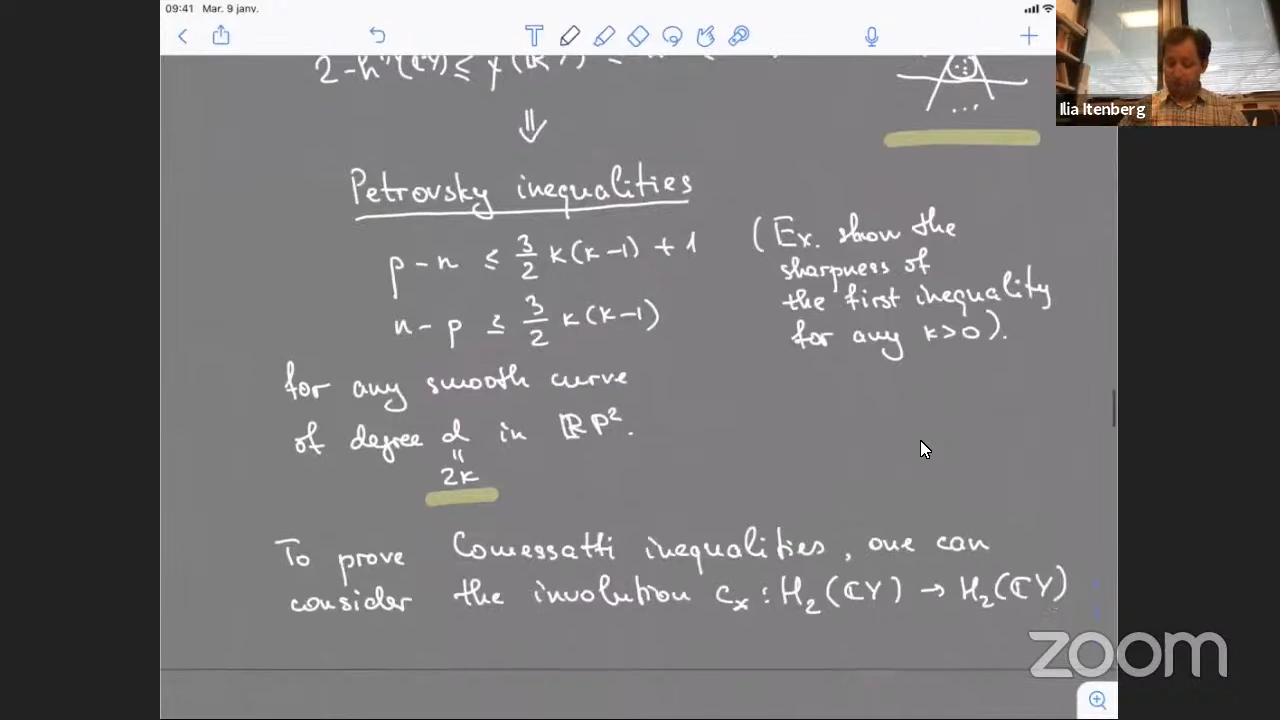 09:41 Mar. 9 janv.
Ilia Itenberg
Petrovsky inequalities
p - n ≤ 3/2 k(k-1) + 1
n - p ≤ 3/2 k(k-1)
(Ex. show the
sharpness of
the first inequality
for any k>0).
for any smooth curve
of degree d in ℝP².
=
2k
To prove Comessatti inequalities, one can
consider the involution c_* : H₂(ℂY) → H₂(ℂY)
zoom